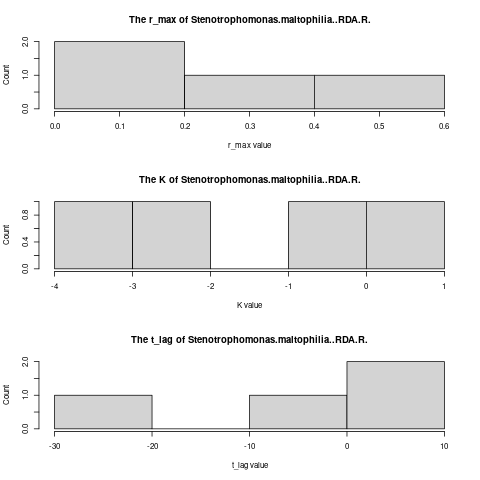 The r_max of Stenotrophomonas.maltophilia..RDA.R.
Count
0.0 1.0 2.0
0.0 0.1 0.2 0.3 0.4 0.5 0.6
r_max value
The K of Stenotrophomonas.maltophilia..RDA.R.
Count
0.0 0.4 0.8
-4 -3 -2 -1 0 1
K value
The t_lag of Stenotrophomonas.maltophilia..RDA.R.
Count
0.0 1.0 2.0
-30 -20 -10 0 10
t_lag value